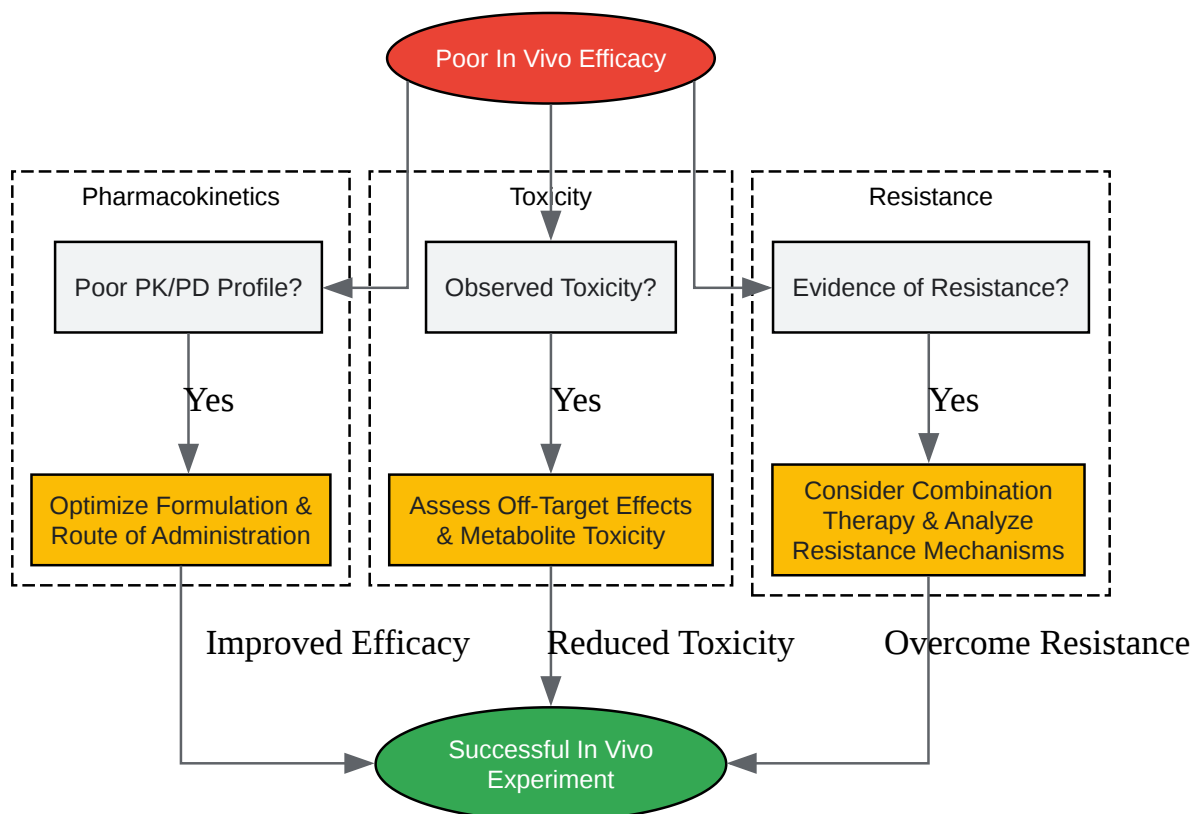 Poor In Vivo Efficacy
Pharmacokinetics
Toxicity
Resistance
Poor PK/PD Profile?
Observed Toxicity?
Evidence of Resistance?
Yes
Yes
Yes
Optimize Formulation &
Route of Administration
Assess Off-Target Effects
& Metabolite Toxicity
Consider Combination
Therapy & Analyze
Resistance Mechanisms
Improved Efficacy
Reduced Toxicity
Overcome Resistance
Successful In Vivo
Experiment